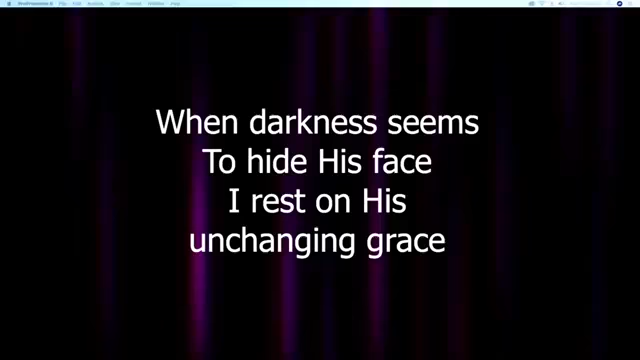 When darkness seems
To hide His face
I rest on His
unchanging grace